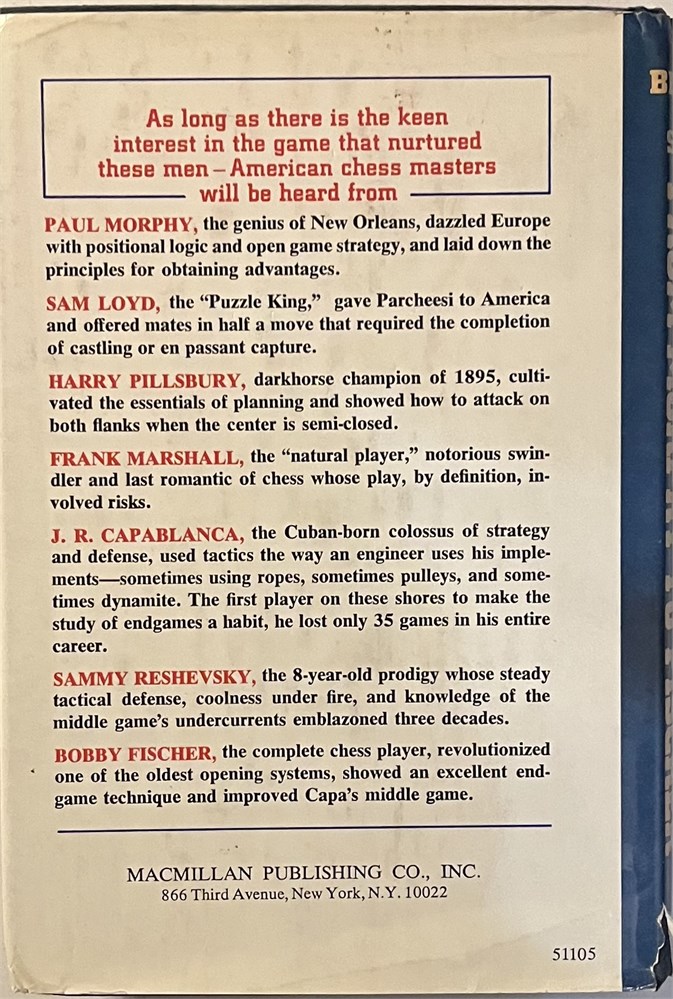 As long as there is the keen
interest in the game that nurtured
these men – American chess masters
will be heard from
PAUL MORPHY, the genius of New Orleans, dazzled Europe
with positional logic and open game strategy, and laid down the
principles for obtaining advantages.
SAM LOYD, the “Puzzle King,” gave Parcheesi to America
and offered mates in half a move that required the completion
of castling or en passant capture.
HARRY PILLSBURY, darkhorse champion of 1895, culti-
vated the essentials of planning and showed how to attack on
both flanks when the center is semi-closed.
FRANK MARSHALL, the “natural player,” notorious swin-
dler and last romantic of chess whose play, by definition, in-
volved risks.
J. R. CAPABLANCA, the Cuban-born colossus of strategy
and defense, used tactics the way an engineer uses his imple-
ments—sometimes using ropes, sometimes pulleys, and some-
times dynamite. The first player on these shores to make the
study of endgames a habit, he lost only 35 games in his entire
career.
SAMMY RESHEVSKY, the 8-year-old prodigy whose steady
tactical defense, coolness under fire, and knowledge of the
middle game’s undercurrents emblazoned three decades.
BOBBY FISCHER, the complete chess player, revolutionized
one of the oldest opening systems, showed an excellent end-
game technique and improved Capa’s middle game.
MACMILLAN PUBLISHING CO., INC.
866 Third Avenue, New York, N.Y. 10022
51105